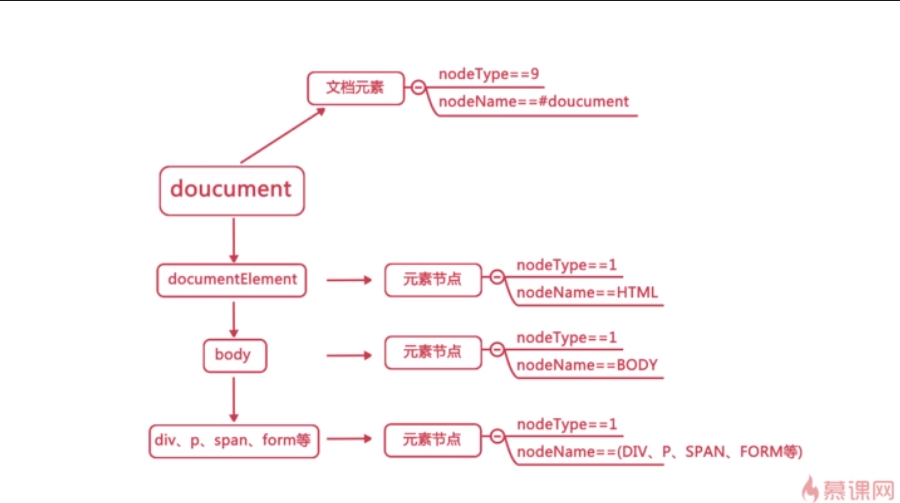 文档元素
nodeType==9
nodeName==#doucument
doucument
documentElement
元素节点
nodeType==1
nodeName==HTML
body
元素节点
nodeType==1
nodeName==BODY
div、p、span、form等
元素节点
nodeType==1
nodeName==(DIV、P、SPAN、FORM等)
慕课网